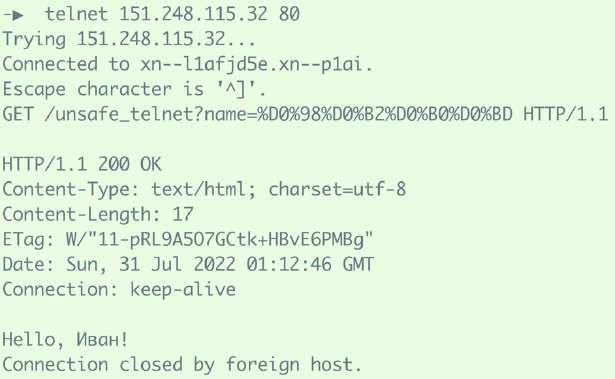 -► telnet 151.248.115.32 80
Trying 151.248.115.32...
Connected to xn--l1afjd5e.xn--p1ai.
Escape character is '^]'.
GET /unsafe_telnet?name=%D0%98%D0%B2%D0%B0%D0%BD HTTP/1.1
HTTP/1.1 200 OK
Content-Type: text/html; charset=utf-8
Content-Length: 17
ETag: W/"11-pRL9A5O7GCtk+HBvE6PMBg"
Date: Sun, 31 Jul 2022 01:12:46 GMT
Connection: keep-alive
Hello, Иван!
Connection closed by foreign host.